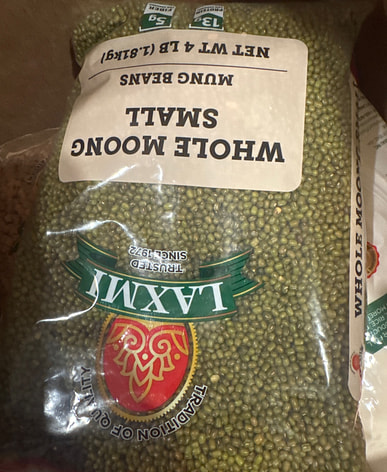 TRADITION OF QUALITY
LAXMI
TRUSTED
SINCE 1972
WHOLE MOONG
SMALL
MUNG BEANS
NET WT 4 LB (1.81kg)
13g
PROTEIN
5g
FIBER
WHOLE MOONG